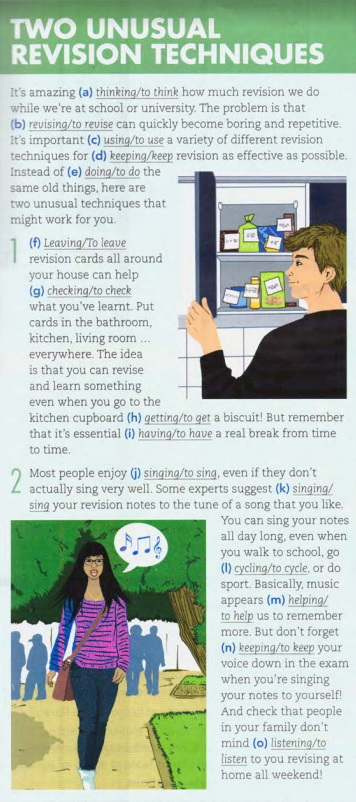 TWO UNUSUAL
REVISION TECHNIQUES
It's amazing (a) thinking/to think how much revision we do
while we're at school or university. The problem is that
(b) revising/to revise can quickly become boring and repetitive.
It's important (c) using/to use a variety of different revision
techniques for (d) keeping/keep revision as effective as possible.
Instead of (e) doing/to do the
same old things, here are
two unusual techniques that
might work for you.
1 (f) Leaving/To leave
revision cards all around
your house can help
(g) checking/to check
what you've learnt. Put
cards in the bathroom,
kitchen, living room ...
everywhere. The idea
is that you can revise
and learn something
even when you go to the
kitchen cupboard (h) getting/to get a biscuit! But remember
that it's essential (i) having/to have a real break from time
to time.
2 Most people enjoy (j) singing/to sing, even if they don't
actually sing very well. Some experts suggest (k) singing/
sing your revision notes to the tune of a song that you like.
You can sing your notes
all day long, even when
you walk to school, go
(l) cycling/to cycle, or do
sport. Basically, music
appears (m) helping/
to help us to remember
more. But don't forget
(n) keeping/to keep your
voice down in the exam
when you're singing
your notes to yourself!
And check that people
in your family don't
mind (o) listening/to
listen to you revising at
home all weekend!